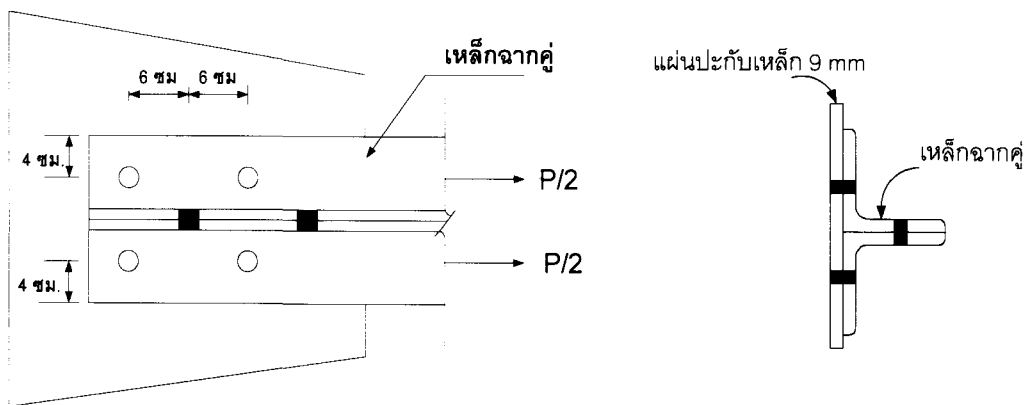 6 ซม 6 ซม
เหล็กฉากคู่
4 ซม.
P/2
4 ซม.
P/2
แผ่นปะกับเหล็ก 9 mm
เหล็กฉากคู่